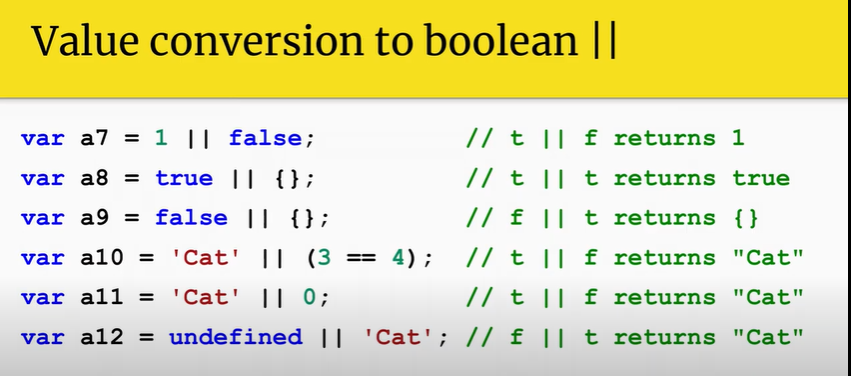 Value conversion to boolean ||
var a7 = 1 || false; // t || f returns 1
var a8 = true || {}; // t || t returns true
var a9 = false || {}; // f || t returns {}
var a10 = 'Cat' || (3 == 4); // t || f returns "Cat"
var a11 = 'Cat' || 0; // t || f returns "Cat"
var a12 = undefined || 'Cat'; // f || t returns "Cat"